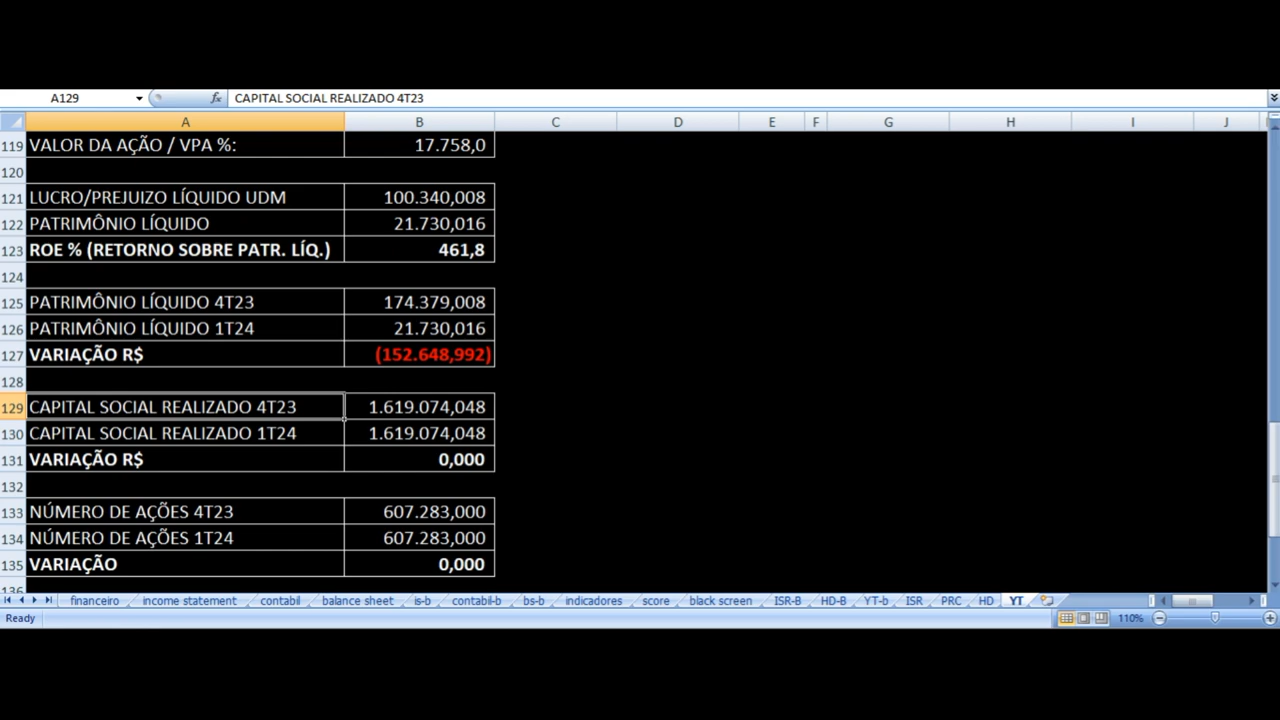 A129 fx CAPITAL SOCIAL REALIZADO 4T23
A B C D E F G H I J
119 VALOR DA AÇÃO / VPA %: 17.758,0
120
121 LUCRO/PREJUIZO LÍQUIDO UDM 100.340,008
122 PATRIMÔNIO LÍQUIDO 21.730,016
123 ROE % (RETORNO SOBRE PATR. LÍQ.) 461,8
124
125 PATRIMÔNIO LÍQUIDO 4T23 174.379,008
126 PATRIMÔNIO LÍQUIDO 1T24 21.730,016
127 VARIAÇÃO R$ (152.648,992)
128
129 CAPITAL SOCIAL REALIZADO 4T23 1.619.074,048
130 CAPITAL SOCIAL REALIZADO 1T24 1.619.074,048
131 VARIAÇÃO R$ 0,000
132
133 NÚMERO DE AÇÕES 4T23 607.283,000
134 NÚMERO DE AÇÕES 1T24 607.283,000
135 VARIAÇÃO 0,000
136
financeiro income statement contabil balance sheet is-b contabil-b bs-b indicadores score black screen ISR-B HD-B YT-b ISR PRC HD YT
Ready 110%